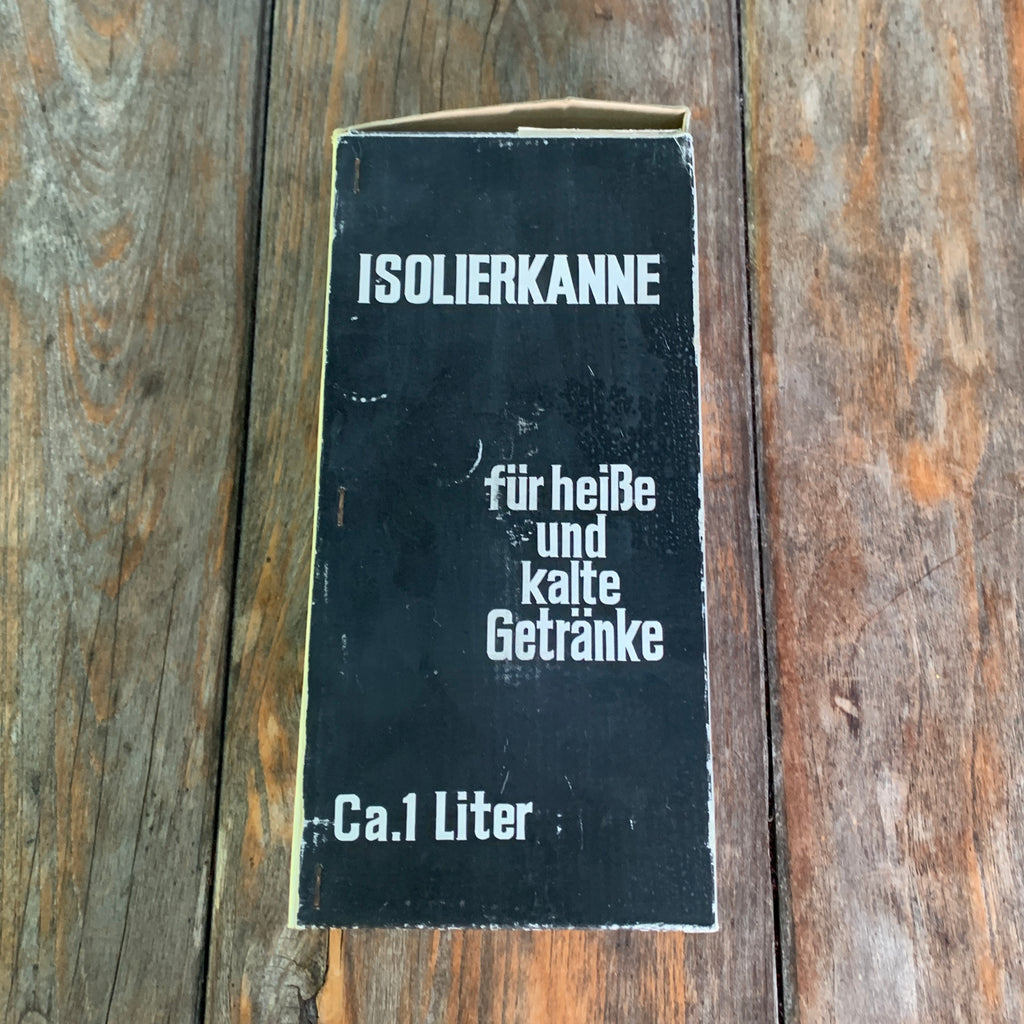 ISOLIERKANNE
für heiße
und
kalte
Getränke
Ca.1 Liter